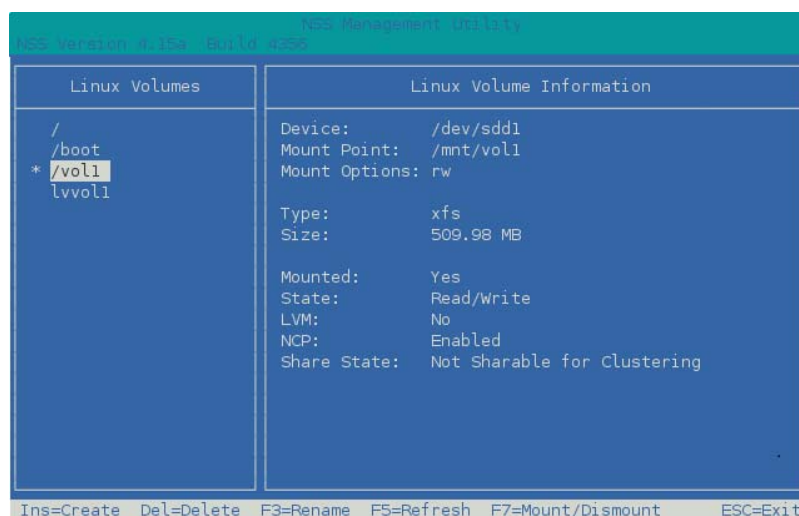 NSS Management Utility
NSS Version 4.15a Build 4356
Linux Volumes
/
/boot
* /vol1
lvvol1
Linux Volume Information
Device: /dev/sdd1
Mount Point: /mnt/vol1
Mount Options: rw
Type: xfs
Size: 509.98 MB
Mounted: Yes
State: Read/Write
LVM: No
NCP: Enabled
Share State: Not Sharable for Clustering
Ins=Create Del=Delete F3=Rename F5=Refresh F7=Mount/Dismount ESC=Exit